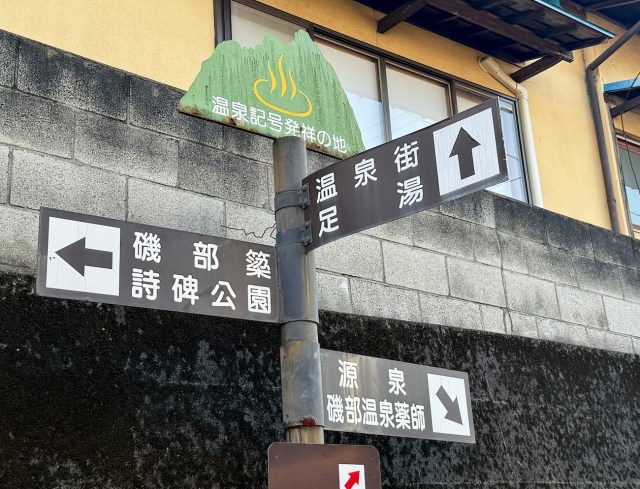 温泉記号発祥の地
温泉街
足湯
磯部簗
詩碑公園
源泉
磯部温泉薬師